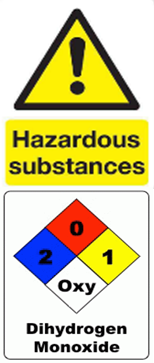 !
Hazardous
substances
0
2 1
Oxy
Dihydrogen
Monoxide